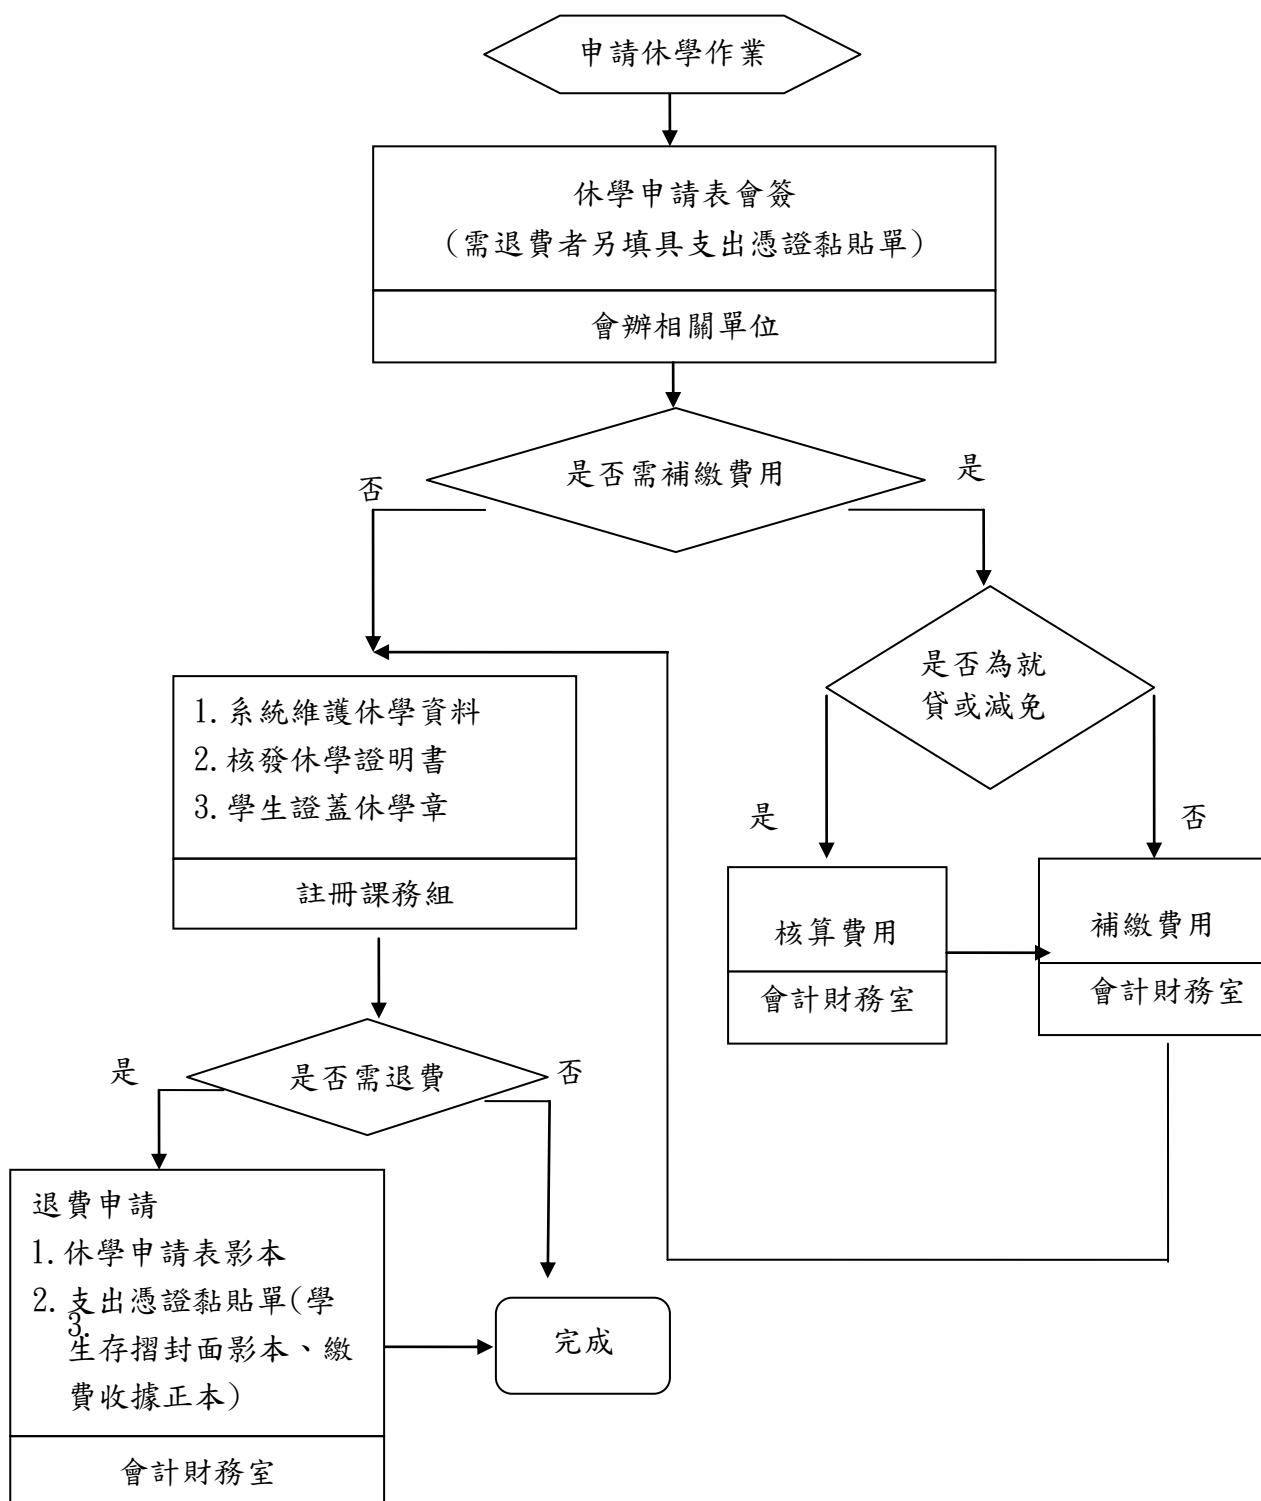 申請休學作業
休學申請表會簽
（需退費者另填具支出憑證黏貼單）
會辦相關單位
是否需補繳費用
否
是
是否為就
貸或減免
是
否
1.系統維護休學資料
2.核發休學證明書
3.學生證蓋休學章
註冊課務組
核算費用
會計財務室
補繳費用
會計財務室
是否需退費
是
否
退費申請
1.休學申請表影本
2.支出憑證黏貼單(學
3.
生存摺封面影本、繳
費收據正本)
會計財務室
完成